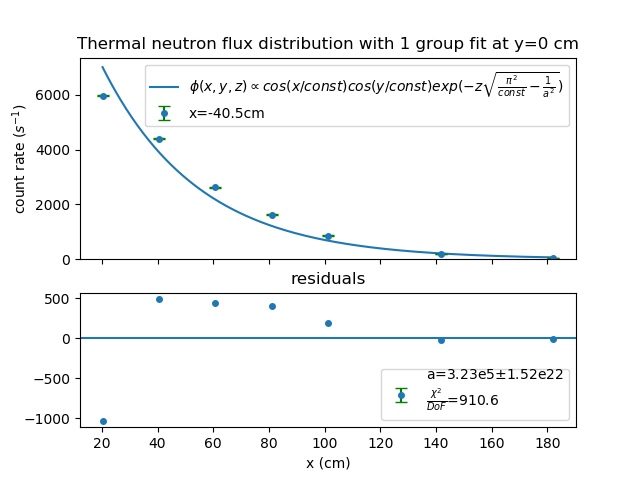 Thermal neutron flux distribution with 1 group fit at y=0 cm
count rate (s⁻¹)
6000
4000
2000
0
ϕ(x, y, z) ∝ cos(x/const)cos(y/const)exp(−z√(π²/const − 1/a²))
x=-40.5cm
residuals
500
0
−500
−1000
a=3.23e5±1.52e22
χ²/DoF=910.6
20 40 60 80 100 120 140 160 180
x (cm)